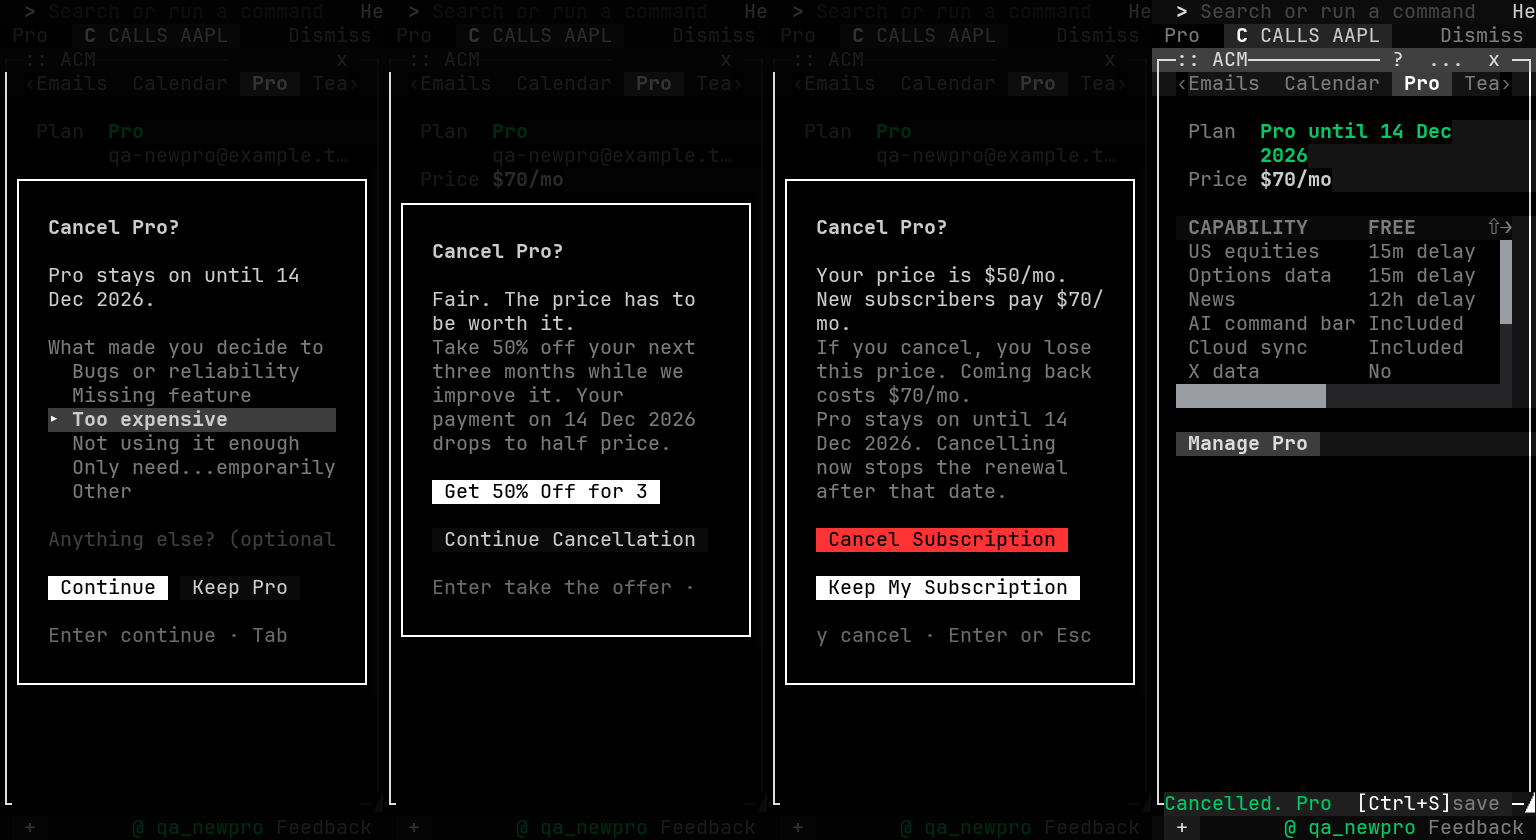 > Search or run a command He
Pro C CALLS AAPL Dismiss
:: ACM x
‹Emails Calendar Pro Tea›
Plan Pro
qa-newpro@example.t…
Cancel Pro?
Pro stays on until 14
Dec 2026.
What made you decide to
Bugs or reliability
Missing feature
▸ Too expensive
Not using it enough
Only need...emporarily
Other
Anything else? (optional
Continue Keep Pro
Enter continue · Tab
+ @ qa_newpro Feedback
> Search or run a command He
Pro C CALLS AAPL Dismiss
:: ACM x
‹Emails Calendar Pro Tea›
Plan Pro
qa-newpro@example.t…
Price $70/mo
Cancel Pro?
Fair. The price has to
be worth it.
Take 50% off your next
three months while we
improve it. Your
payment on 14 Dec 2026
drops to half price.
Get 50% Off for 3
Continue Cancellation
Enter take the offer ·
+ @ qa_newpro Feedback
> Search or run a command He
Pro C CALLS AAPL Dismiss
:: ACM x
‹Emails Calendar Pro Tea›
Plan Pro
qa-newpro@example.t…
Cancel Pro?
Your price is $50/mo.
New subscribers pay $70/
mo.
If you cancel, you lose
this price. Coming back
costs $70/mo.
Pro stays on until 14
Dec 2026. Cancelling
now stops the renewal
after that date.
Cancel Subscription
Keep My Subscription
y cancel · Enter or Esc
+ @ qa_newpro Feedback
> Search or run a command He
Pro C CALLS AAPL Dismiss
:: ACM ? ... x
‹Emails Calendar Pro Tea›
Plan Pro until 14 Dec
2026
Price $70/mo
CAPABILITY FREE ⇧→
US equities 15m delay
Options data 15m delay
News 12h delay
AI command bar Included
Cloud sync Included
X data No
Manage Pro
Cancelled. Pro [Ctrl+S]save
+ @ qa_newpro Feedback